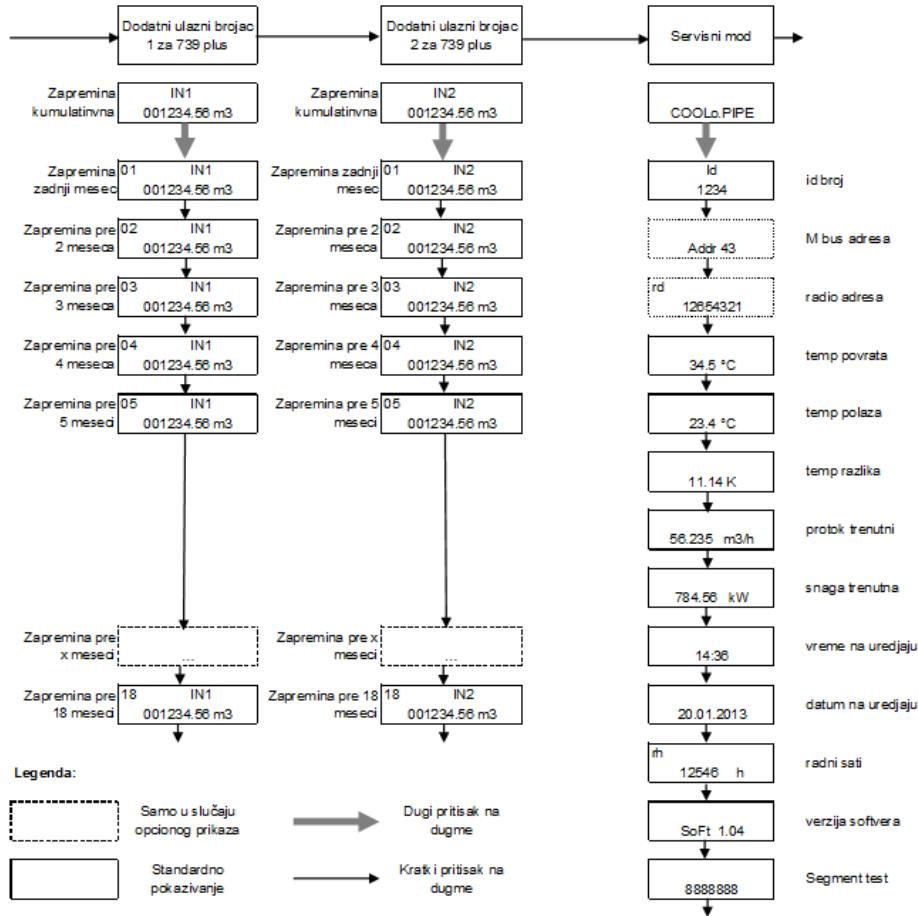 Dodatni ulazni brojac
1 za 739 plus
Dodatni ulazni brojac
2 za 739 plus
Servisni mod
Zapremina
kumulatinvna
IN1
001234.56 m3
Zapremina
kumulativna
IN2
001234.56 m3
COOLo.PIPE
Zapremina
zadnji mesec
01 IN1
001234.56 m3
Zapremina zadnji
mesec
01 IN2
001234.56 m3
Id
1234
id broj
Zapremina pre
2 meseca
02 IN1
001234.56 m3
Zapremina pre 2
meseca
02 IN2
001234.56 m3
Addr 43
M bus adresa
Zapremina pre
3 meseca
03 IN1
001234.56 m3
Zapremina pre 3
meseca
03 IN2
001234.56 m3
rd
12654321
radio adresa
Zapremina pre
4 meseca
04 IN1
001234.56 m3
Zapremina pre 4
meseca
04 IN2
001234.56 m3
34.5 °C
temp povrata
Zapremina pre
5 meseci
05 IN1
001234.56 m3
Zapremina pre 5
meseci
05 IN2
001234.56 m3
23.4 °C
temp polaza
11.14 K
temp razlika
56.235 m3/h
protok trenutni
784.56 kW
snaga trenutna
Zapremina pre
x meseci
...
Zapremina pre x
meseci
...
14:36
vreme na uredjaju
Zapremina pre
18 meseci
18 IN1
001234.56 m3
Zapremina pre 18
meseci
18 IN2
001234.56 m3
20.01.2013
datum na uredjaju
rh
12546 h
radni sati
Legenda:
Samo u slučaju
opcionog prikaza
Dugi pritisak na
dugme
SoFt 1.04
verzija softvera
Standardno
pokazivanje
Kratki pritisak na
dugme
8888888
Segment test